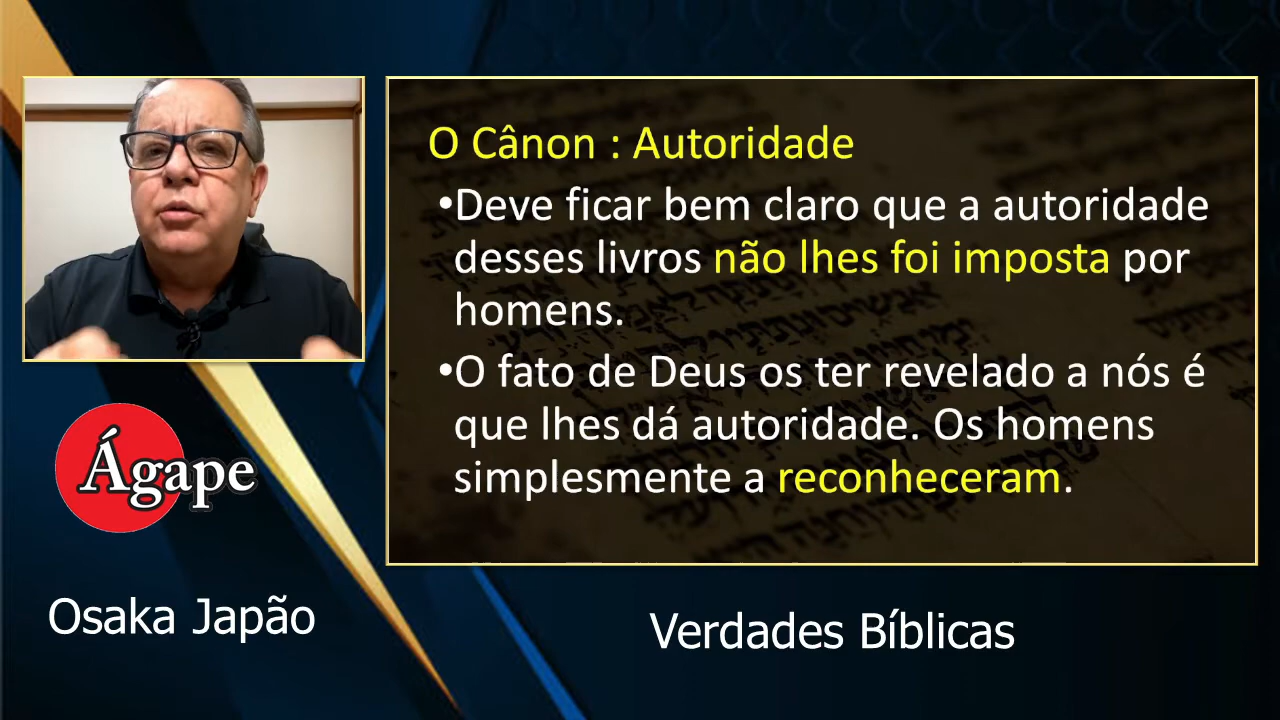 O Cânon : Autoridade
•Deve ficar bem claro que a autoridade
desses livros não lhes foi imposta por
homens.
•O fato de Deus os ter revelado a nós é
que lhes dá autoridade. Os homens
simplesmente a reconheceram.
Ágape
Osaka Japão
Verdades Bíblicas